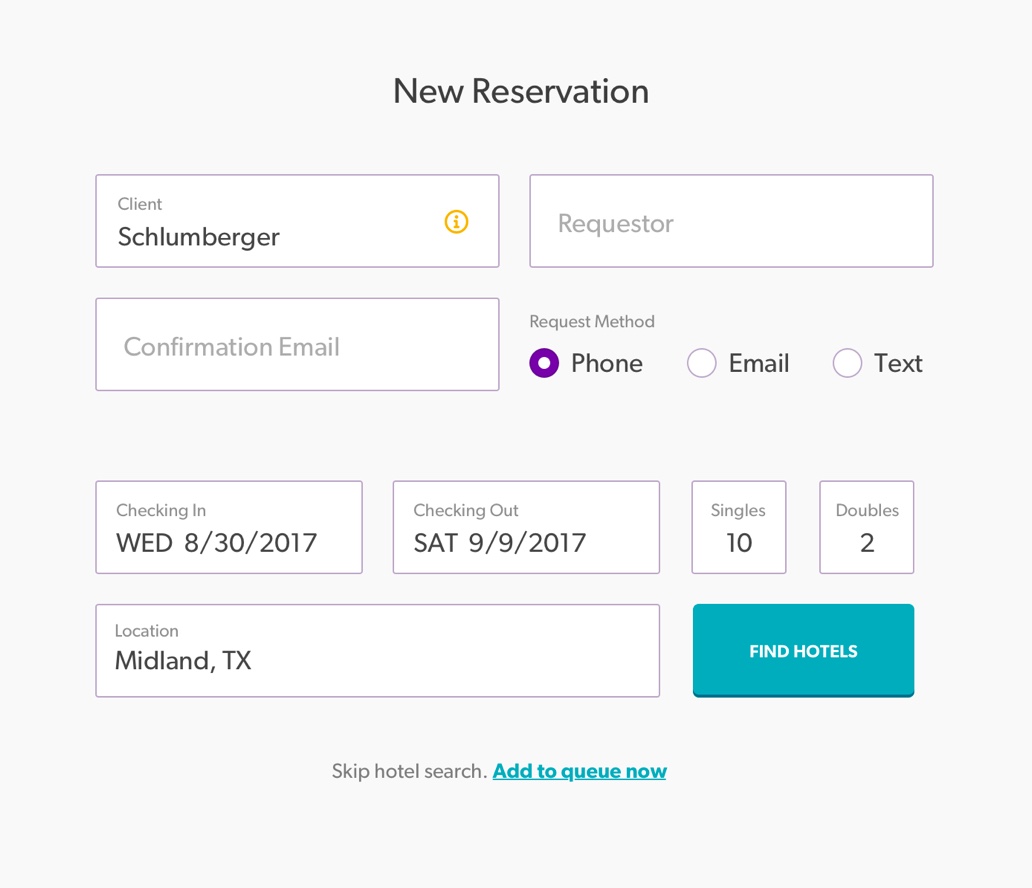 New Reservation
Client
Schlumberger
Requestor
Confirmation Email
Request Method
Phone Email Text
Checking In
WED 8/30/2017
Checking Out
SAT 9/9/2017
Singles
10
Doubles
2
Location
Midland, TX
FIND HOTELS
Skip hotel search. Add to queue now